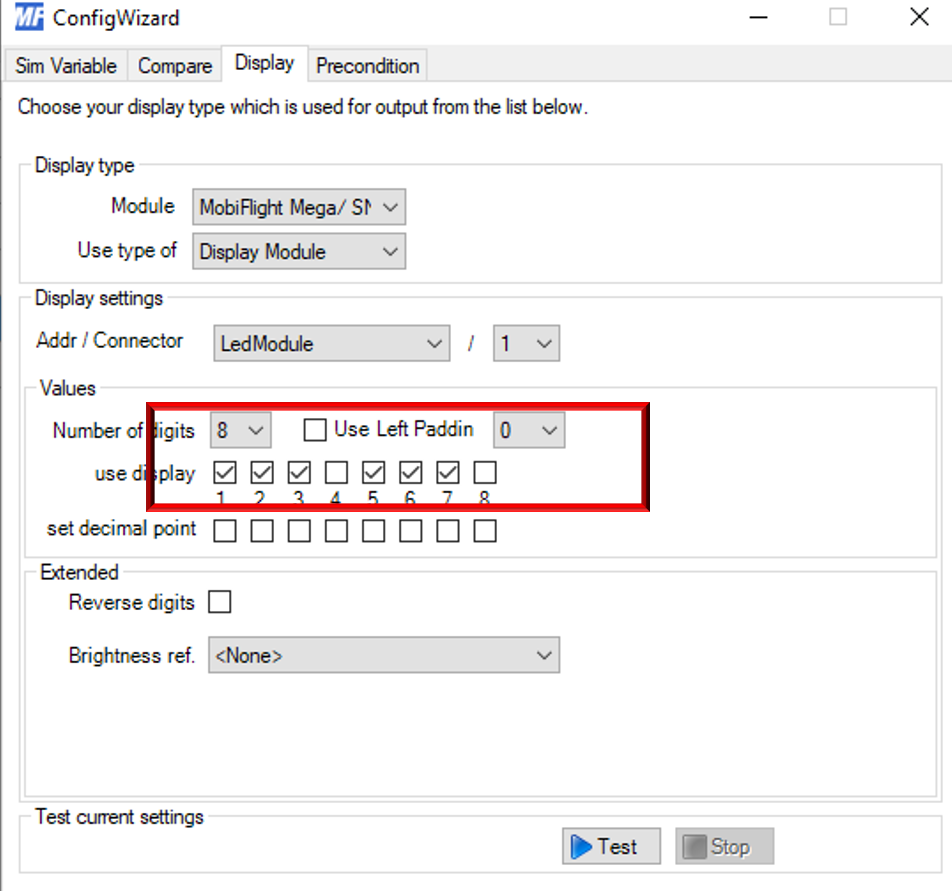 MF ConfigWizard
Sim Variable Compare Display Precondition
Choose your display type which is used for output from the list below.
Display type
Module MobiFlight Mega/ SN
Use type of Display Module
Display settings
Addr / Connector LedModule / 1
Values
Number of digits 8 Use Left Paddin 0
use display
1 2 3 4 5 6 7 8
set decimal point
Extended
Reverse digits
Brightness ref. <None>
Test current settings
Test Stop